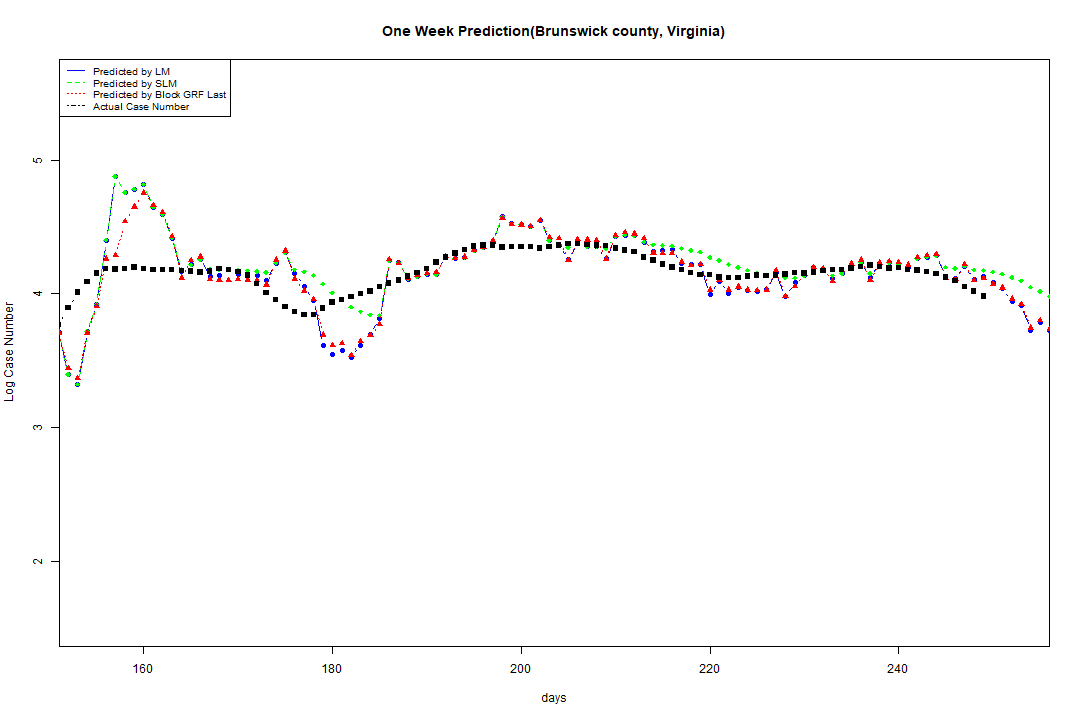 One Week Prediction(Brunswick county, Virginia)
Predicted by LM
Predicted by SLM
Predicted by Block GRF Last
Actual Case Number
5
4
3
2
Log Case Number
160 180 200 220 240
days